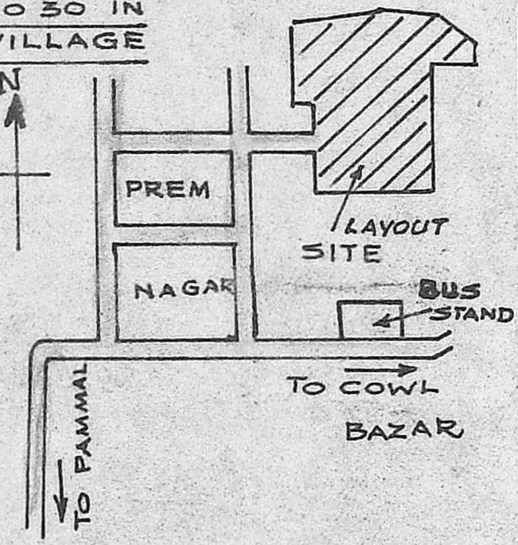 O 30 IN
VILLAGE
N
PREM
LAYOUT
SITE
NAGAR
BUS
STAND
TO COWL
BAZAR
TO PAMMAL